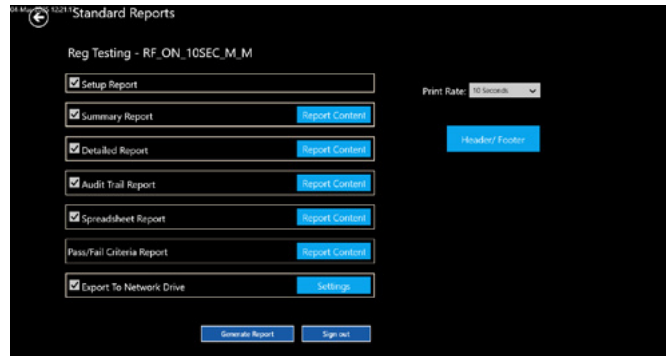 Standard Reports
Reg Testing - RF_ON_10SEC_M_M
Setup Report
Print Rate: 10 Seconds
Summary Report Report Content
Header/ Footer
Detailed Report Report Content
Audit Trail Report Report Content
Spreadsheet Report Report Content
Pass/Fail Criteria Report Report Content
Export To Network Drive Settings
Generate Report Sign out